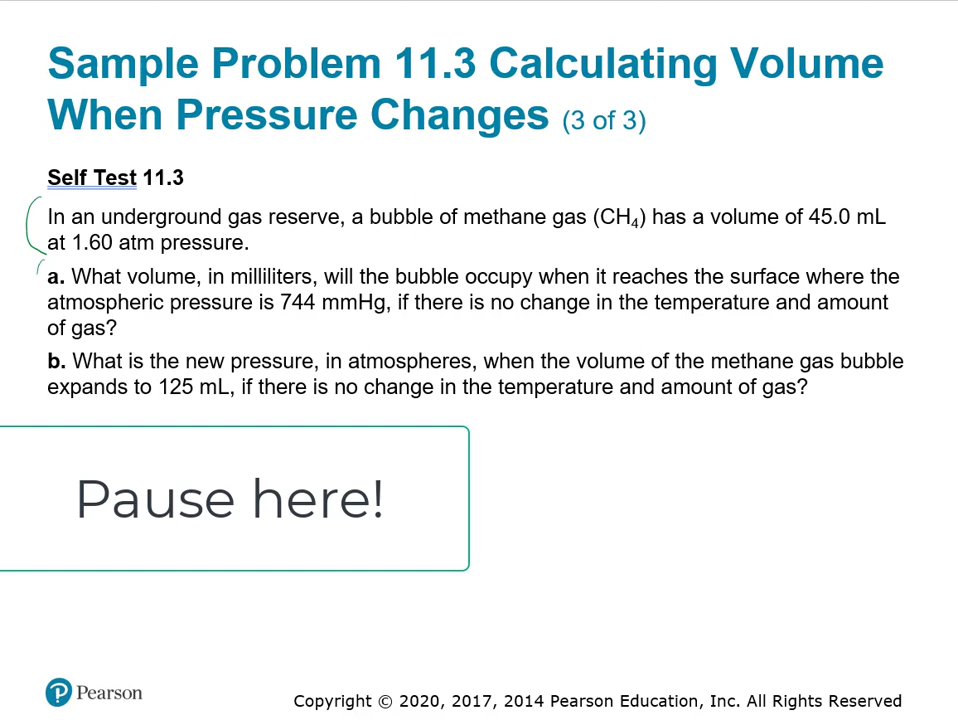 Sample Problem 11.3 Calculating Volume
When Pressure Changes (3 of 3)
Self Test 11.3
In an underground gas reserve, a bubble of methane gas (CH₄) has a volume of 45.0 mL
at 1.60 atm pressure.
a. What volume, in milliliters, will the bubble occupy when it reaches the surface where the
atmospheric pressure is 744 mmHg, if there is no change in the temperature and amount
of gas?
b. What is the new pressure, in atmospheres, when the volume of the methane gas bubble
expands to 125 mL, if there is no change in the temperature and amount of gas?
Pause here!
Pearson
Copyright © 2020, 2017, 2014 Pearson Education, Inc. All Rights Reserved